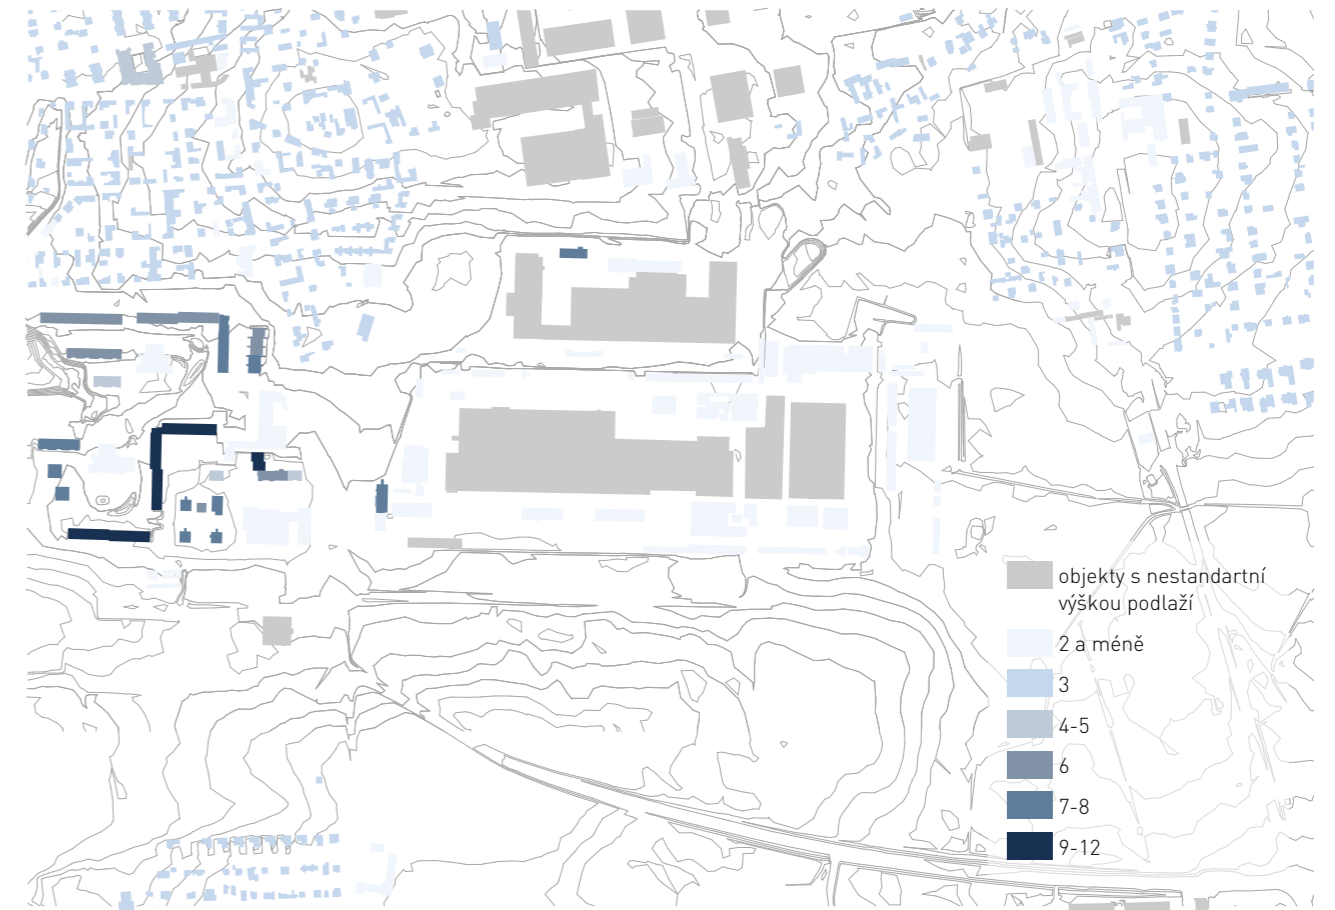 objekty s nestandartní
výškou podlaží
2 a méně
3
4-5
6
7-8
9-12